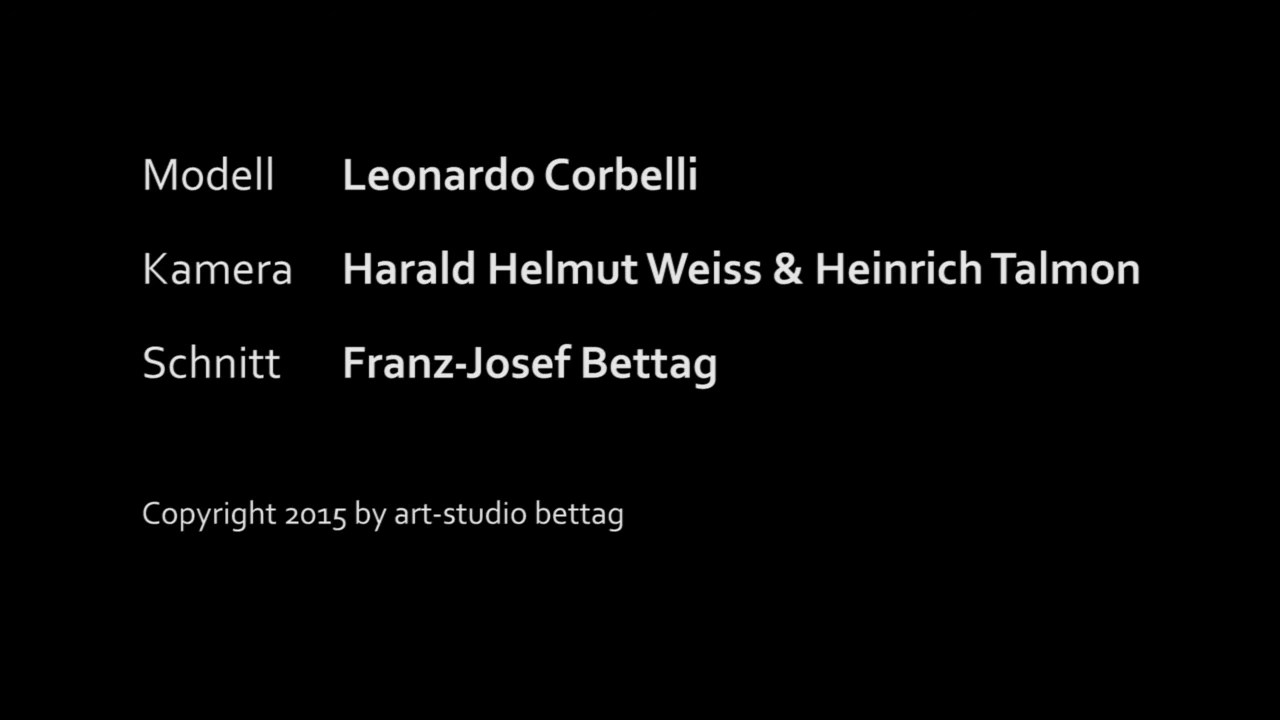 Modell Leonardo Corbelli
Kamera Harald Helmut Weiss & Heinrich Talmon
Schnitt Franz-Josef Bettag
Copyright 2015 by art-studio bettag